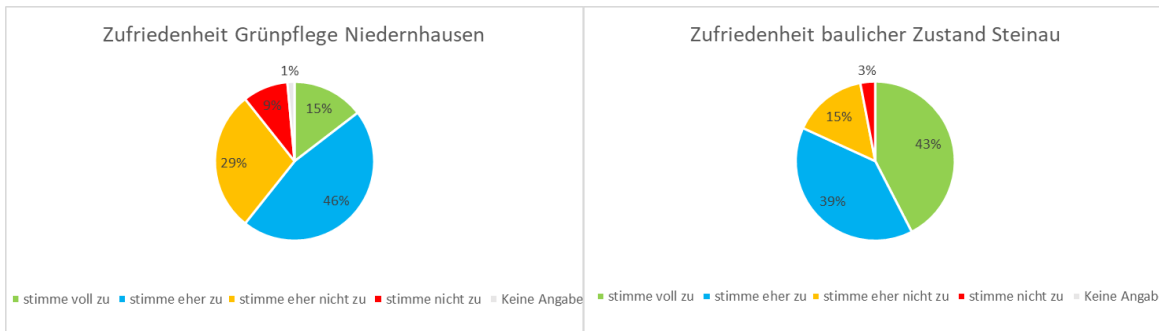 Zufriedenheit Grünpflege Niedernhausen
1%
9%
15%
29%
46%
stimme voll zu stimme eher zu stimme eher nicht zu stimme nicht zu Keine Angabe
Zufriedenheit baulicher Zustand Steinau
3%
15%
43%
39%
stimme voll zu stimme eher zu stimme eher nicht zu stimme nicht zu Keine Angab